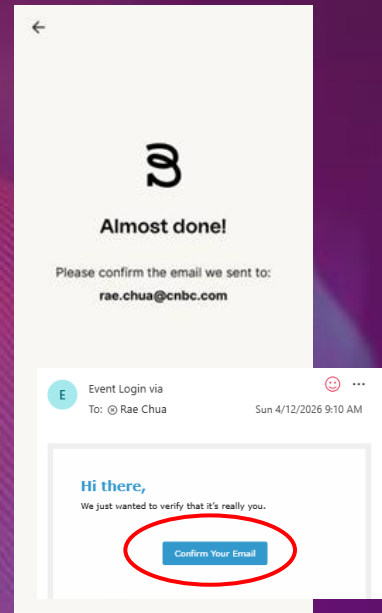 Almost done!
Please confirm the email we sent to:
rae.chua@cnbc.com
E
Event Login via
To: Rae Chua
Sun 4/12/2026 9:10 AM
Hi there,
We just wanted to verify that it's really you.
Confirm Your Email